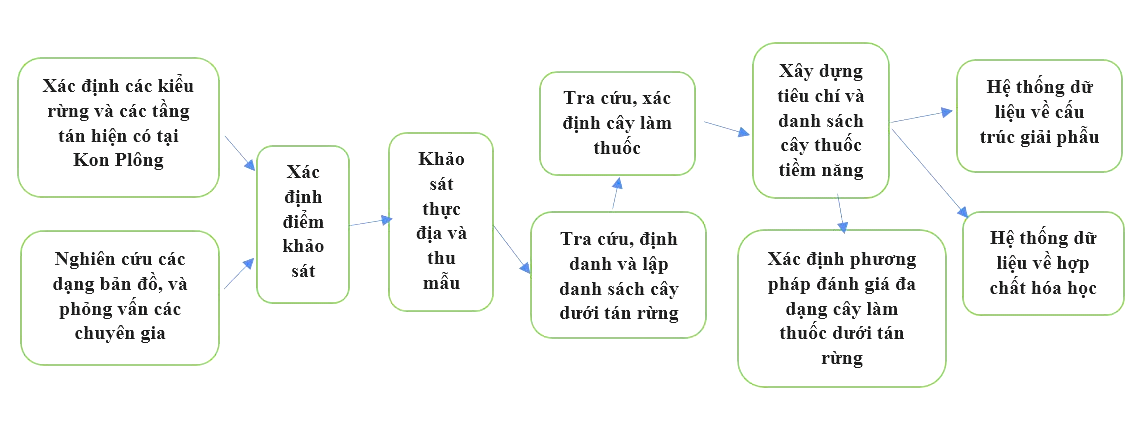 Xác định các kiểu
rừng và các tầng
tán hiện có tại
Kon Plông
Nghiên cứu các
dạng bản đồ, và
phỏng vấn các
chuyên gia
Xác
định
điểm
khảo
sát
Khảo
sát
thực
địa và
thu
mẫu
Tra cứu, định
danh và lập
danh sách cây
dưới tán rừng
Tra cứu, xác
định cây làm
thuốc
Xây dựng
tiêu chí và
danh sách
cây thuốc
tiềm năng
Xác định phương
pháp đánh giá đa
dạng cây làm
thuốc dưới tán
rừng
Hệ thống dữ
liệu về cấu
trúc giải phẫu
Hệ thống dữ
liệu về hợp
chất hóa học